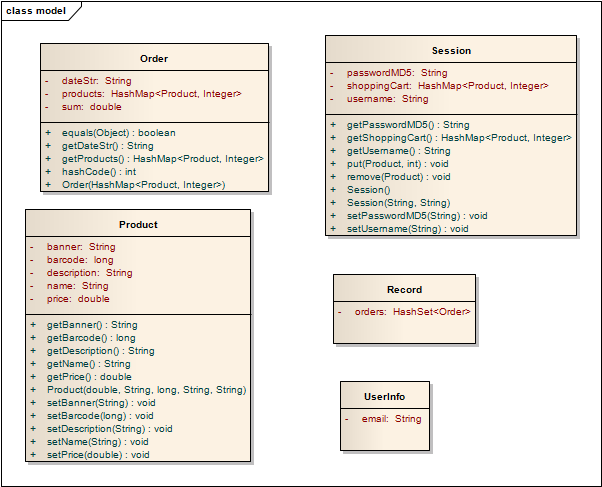 class model
Order
- dateStr: String
- products: HashMap<Product, Integer>
- sum: double
+ equals(Object) : boolean
+ getDateStr() : String
+ getProducts() : HashMap<Product, Integer>
+ hashCode() : int
+ Order(HashMap<Product, Integer>)
Session
- passwordMD5: String
- shoppingCart: HashMap<Product, Integer>
- username: String
+ getPasswordMD5() : String
+ getShoppingCart() : HashMap<Product, Integer>
+ getUsername() : String
+ put(Product, int) : void
+ remove(Product) : void
+ Session()
+ Session(String, String)
+ setPasswordMD5(String) : void
+ setUsername(String) : void
Product
- banner: String
- barcode: long
- description: String
- name: String
- price: double
+ getBanner() : String
+ getBarcode() : long
+ getDescription() : String
+ getName() : String
+ getPrice() : double
+ Product(double, String, long, String, String)
+ setBanner(String) : void
+ setBarcode(long) : void
+ setDescription(String) : void
+ setName(String) : void
+ setPrice(double) : void
Record
- orders: HashSet<Order>
UserInfo
- email: String